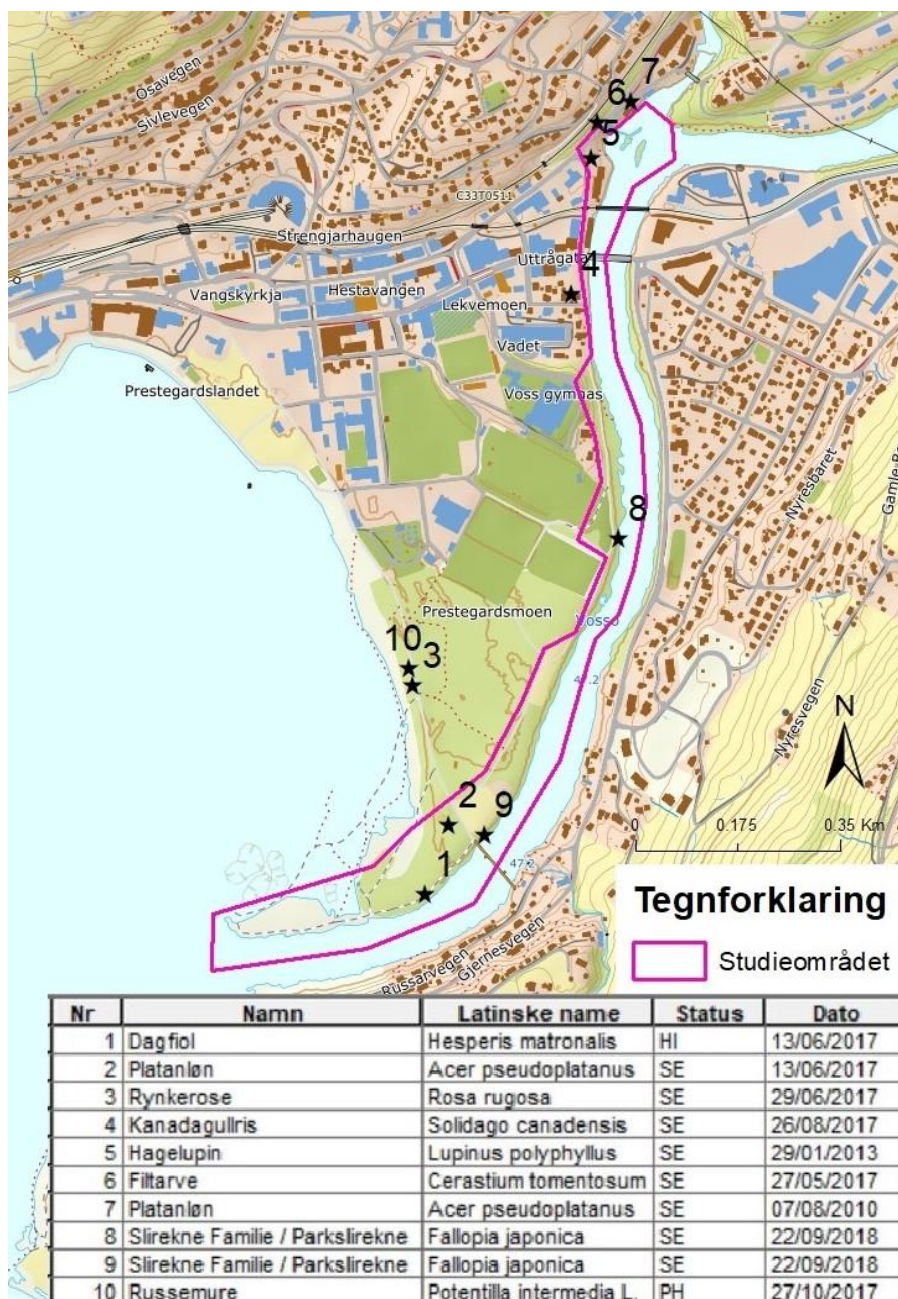 Osavegen
Sivlevegen
7
6
5
C33T0511
Strengjarhaugen
Uttrågata
4
Vangskyrkja
Hestavangen
Lekvemoen
Vadet
Prestegardslandet
Voss gymnas
Nyresbaret
8
Prestegardsmoen
Vosso
10
3
47.2
Nyresvegen
N
2
9
0 0.175 0.35 Km
47.2
1
Russarvegen
Gjernesvegen
Tegnforklaring
Studieområdet
Nr Namn Latinske name Status Dato
1 Dagfiol Hesperis matronalis HI 13/06/2017
2 Platanløn Acer pseudoplatanus SE 13/06/2017
3 Rynkerose Rosa rugosa SE 29/06/2017
4 Kanadagullris Solidago canadensis SE 26/08/2017
5 Hagelupin Lupinus polyphyllus SE 29/01/2013
6 Filtarve Cerastium tomentosum SE 27/05/2017
7 Platanløn Acer pseudoplatanus SE 07/08/2010
8 Slirekne Familie / Parkslirekne Fallopia japonica SE 22/09/2018
9 Slirekne Familie / Parkslirekne Fallopia japonica SE 22/09/2018
10 Russemure Potentilla intermedia L. PH 27/10/2017